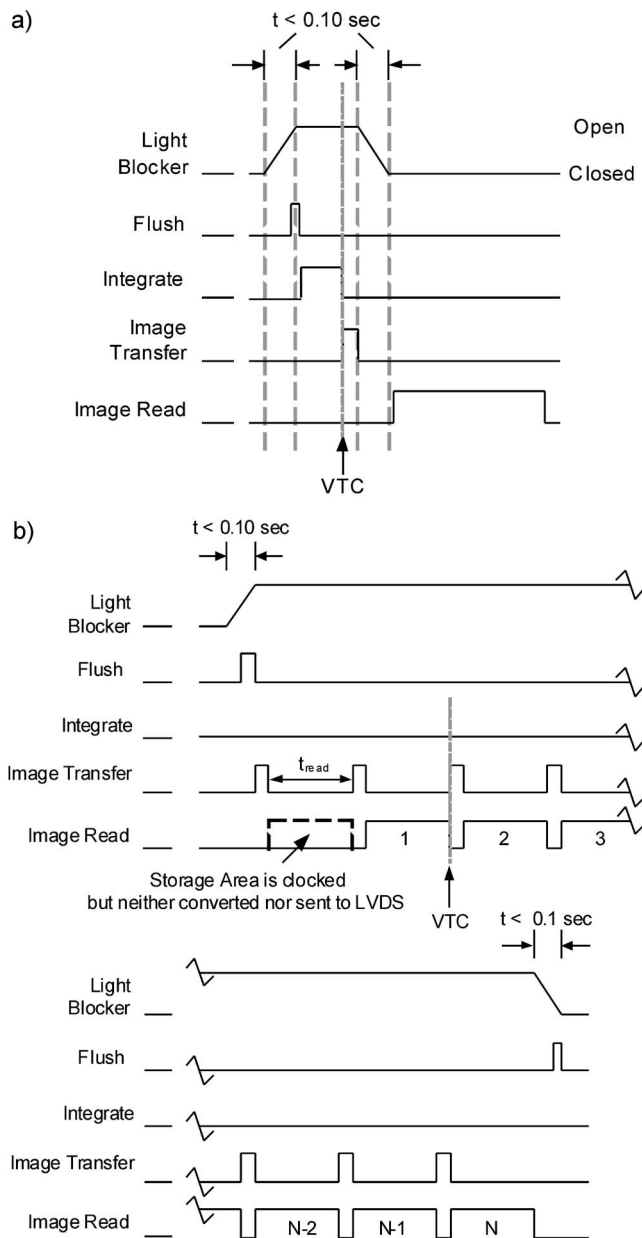 a)
t < 0.10 sec
Light
Blocker
Open
Closed
Flush
Integrate
Image
Transfer
Image Read
VTC
b)
t < 0.10 sec
Light
Blocker
Flush
Integrate
Image Transfer
tread
Image Read
1
2
3
Storage Area is clocked
but neither converted nor sent to LVDS
VTC
t < 0.1 sec
Light
Blocker
Flush
Integrate
Image Transfer
Image Read
N-2
N-1
N